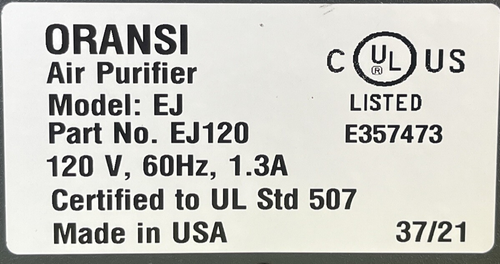 ORANSI
Air Purifier
Model: EJ
Part No. EJ120
120 V, 60Hz, 1.3A
Certified to UL Std 507
Made in USA
C UL ® US
LISTED
E357473
37/21